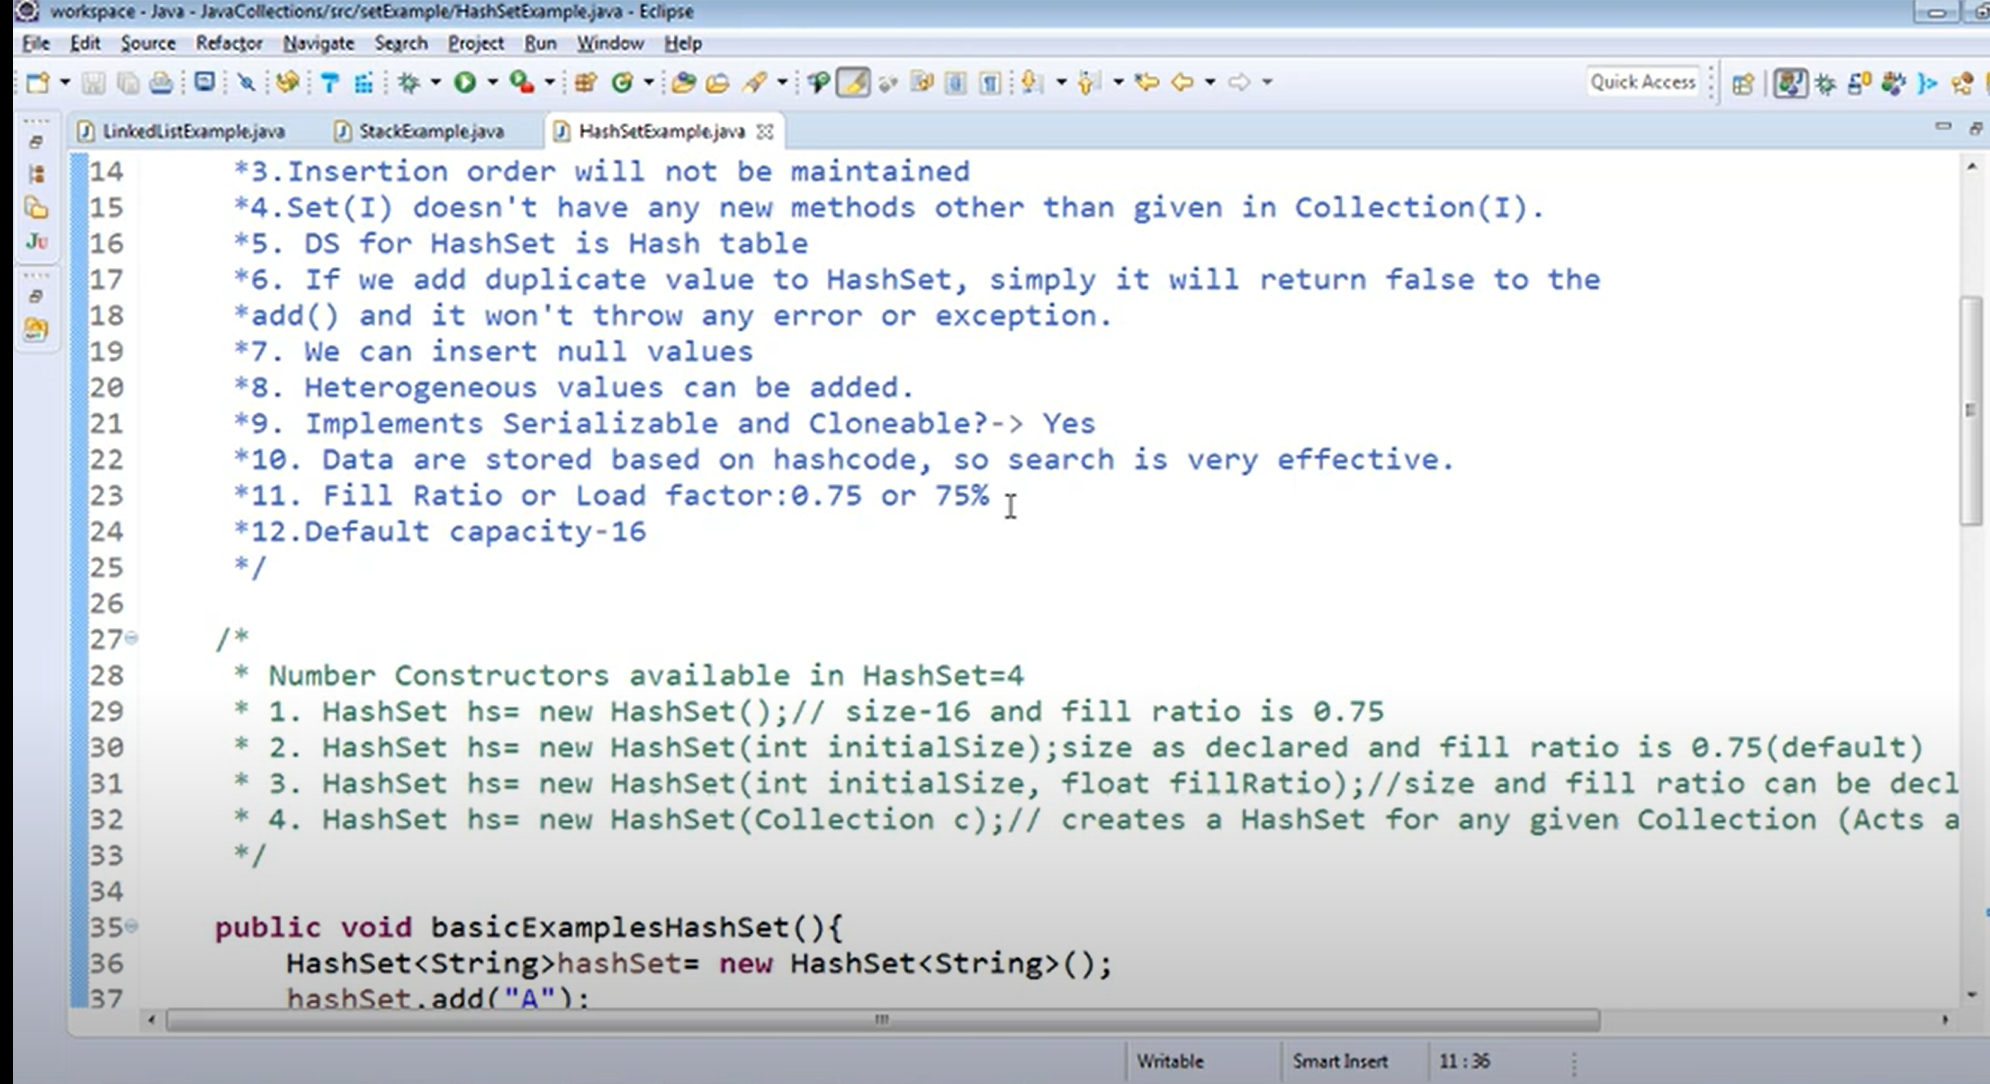 workspace - Java - JavaCollections/src/setExample/HashSetExample.java - Eclipse
File Edit Source Refactor Navigate Search Project Run Window Help
Quick Access
LinkedListExample.java StackExample.java HashSetExample.java
14 *3.Insertion order will not be maintained
15 *4.Set(I) doesn't have any new methods other than given in Collection(I).
16 *5. DS for HashSet is Hash table
17 *6. If we add duplicate value to HashSet, simply it will return false to the
18 *add() and it won't throw any error or exception.
19 *7. We can insert null values
20 *8. Heterogeneous values can be added.
21 *9. Implements Serializable and Cloneable?-> Yes
22 *10. Data are stored based on hashcode, so search is very effective.
23 *11. Fill Ratio or Load factor:0.75 or 75%
24 *12.Default capacity-16
25 */
26
27 /*
28 * Number Constructors available in HashSet=4
29 * 1. HashSet hs= new HashSet();// size-16 and fill ratio is 0.75
30 * 2. HashSet hs= new HashSet(int initialSize);size as declared and fill ratio is 0.75(default)
31 * 3. HashSet hs= new HashSet(int initialSize, float fillRatio);//size and fill ratio can be decl
32 * 4. HashSet hs= new HashSet(Collection c);// creates a HashSet for any given Collection (Acts a
33 */
34
35 public void basicExamplesHashSet(){
36 HashSet<String>hashSet= new HashSet<String>();
37 hashSet.add("A");
Writable Smart Insert 11 : 36